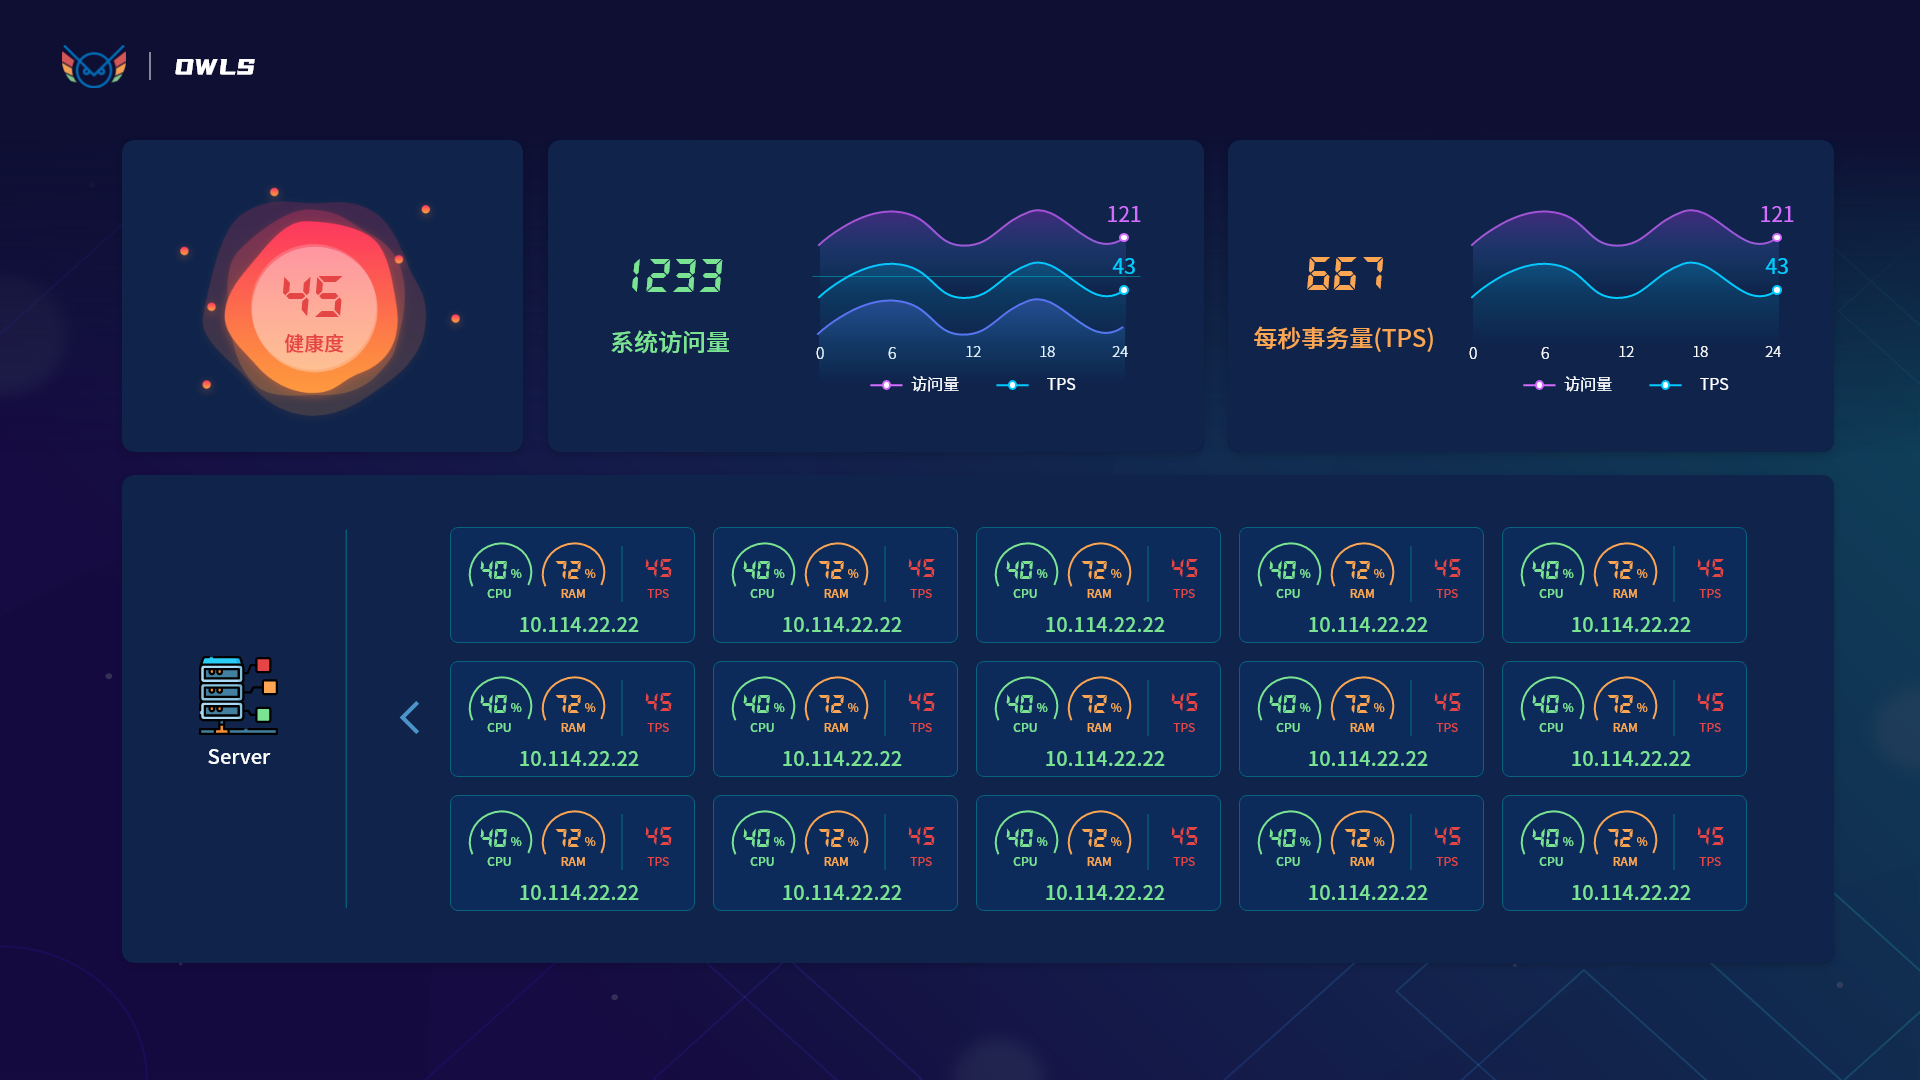 OWLS
45
健康度
1233
系统访问量
121
43
0 6 12 18 24
访问量 TPS
667
每秒事务量(TPS)
121
43
0 6 12 18 24
访问量 TPS
Server
40% 72% 45 40% 72% 45 40% 72% 45 40% 72% 45 40% 72% 45
CPU RAM TPS CPU RAM TPS CPU RAM TPS CPU RAM TPS CPU RAM TPS
10.114.22.22 10.114.22.22 10.114.22.22 10.114.22.22 10.114.22.22
40% 72% 45 40% 72% 45 40% 72% 45 40% 72% 45 40% 72% 45
CPU RAM TPS CPU RAM TPS CPU RAM TPS CPU RAM TPS CPU RAM TPS
10.114.22.22 10.114.22.22 10.114.22.22 10.114.22.22 10.114.22.22
40% 72% 45 40% 72% 45 40% 72% 45 40% 72% 45 40% 72% 45
CPU RAM TPS CPU RAM TPS CPU RAM TPS CPU RAM TPS CPU RAM TPS
10.114.22.22 10.114.22.22 10.114.22.22 10.114.22.22 10.114.22.22